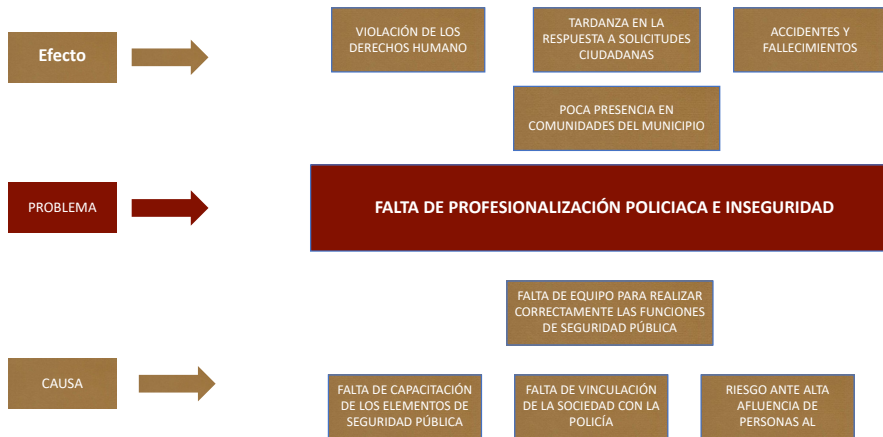 Efecto
VIOLACIÓN DE LOS
DERECHOS HUMANO
TARDANZA EN LA
RESPUESTA A SOLICITUDES
CIUDADANAS
ACCIDENTES Y
FALLECIMIENTOS
POCA PRESENCIA EN
COMUNIDADES DEL MUNICIPIO
PROBLEMA
FALTA DE PROFESIONALIZACIÓN POLICIACA E INSEGURIDAD
FALTA DE EQUIPO PARA REALIZAR
CORRECTAMENTE LAS FUNCIONES
DE SEGURIDAD PÚBLICA
CAUSA
FALTA DE CAPACITACIÓN
DE LOS ELEMENTOS DE
SEGURIDAD PÚBLICA
FALTA DE VINCULACIÓN
DE LA SOCIEDAD CON LA
POLICÍA
RIESGO ANTE ALTA
AFLUENCIA DE
PERSONAS AL